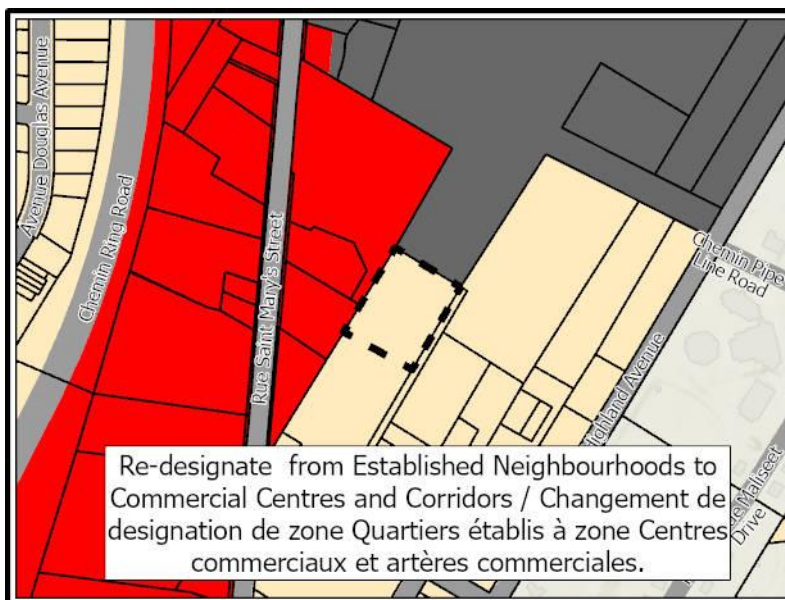 Avenue Douglas Avenue
Chemin Ring Road
Rue Saint Mary's Street
Chemin Pipe
Line Road
Highland Avenue
Maliseet
Drive
Re-designate from Established Neighbourhoods to
Commercial Centres and Corridors / Changement de
designation de zone Quartiers établis à zone Centres
commerciaux et artères commerciales.